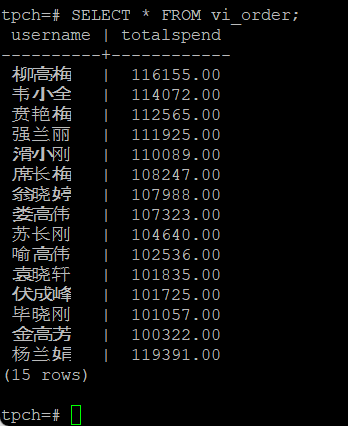 tpch=# SELECT * FROM vi_order;
username | totalspend
----------+------------
柳高梅 | 116155.00
韦小全 | 114072.00
贲艳梅 | 112565.00
强兰丽 | 111925.00
滑小刚 | 110089.00
席长梅 | 108247.00
翁晓婷 | 107988.00
娄高伟 | 107323.00
苏长刚 | 104640.00
喻高伟 | 102536.00
袁晓轩 | 101835.00
伏成峰 | 101725.00
毕晓刚 | 101057.00
金高芳 | 100322.00
杨兰娟 | 119391.00
(15 rows)
tpch=#